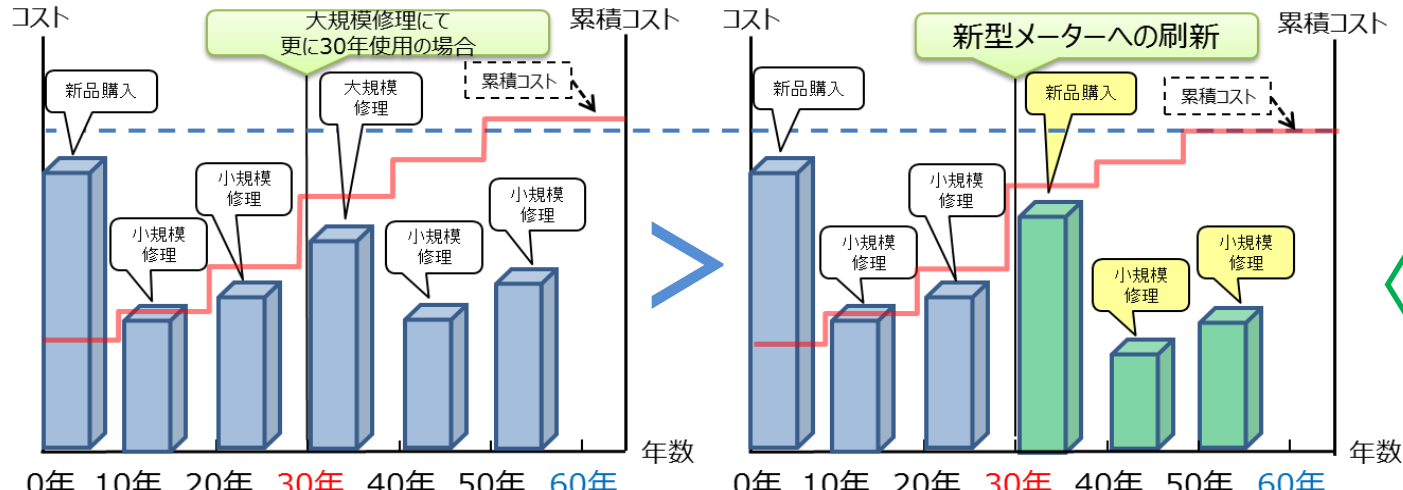 コスト
大規模修理にて
更に30年使用の場合
累積コスト
新品購入
大規模
修理
累積コスト
小規模
修理
小規模
修理
小規模
修理
小規模
修理
年数
0年 10年 20年 30年 40年 50年 60年
コスト
新型メーターへの刷新
累積コスト
新品購入
新品購入
累積コスト
小規模
修理
小規模
修理
小規模
修理
小規模
修理
年数
0年 10年 20年 30年 40年 50年 60年